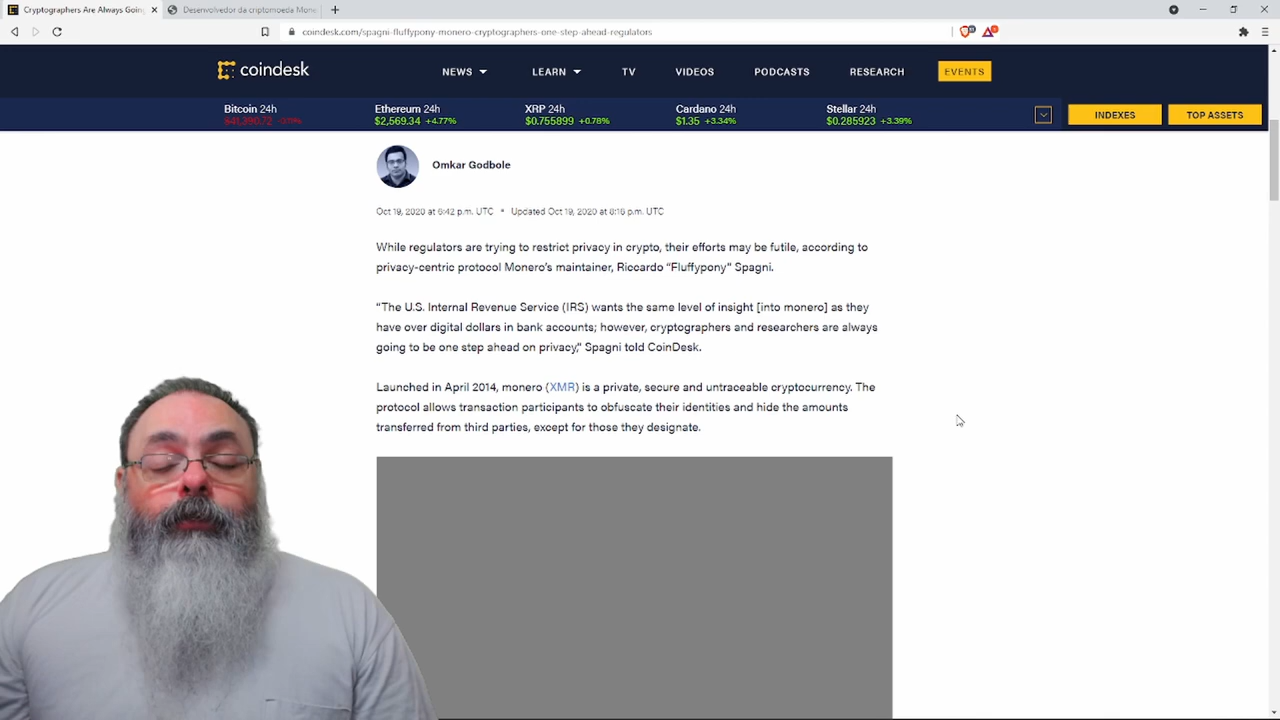 Cryptographers Are Always Going
Desenvolvedor da criptomoeda Mone
coindesk.com/spagni-fluffypony-monero-cryptographers-one-step-ahead-regulators
coindesk
NEWS
LEARN
TV
VIDEOS
PODCASTS
RESEARCH
EVENTS
Bitcoin 24h
Ethereum 24h
XRP 24h
Cardano 24h
Stellar 24h
$2,569.34 +4.77%
$0.755899 +0.78%
$1.35 +3.34%
$0.285923 +3.39%
INDEXES
TOP ASSETS
Omkar Godbole
Oct 19, 2020 at 6:42 p.m. UTC • Updated Oct 19, 2020 at 8:16 p.m. UTC
While regulators are trying to restrict privacy in crypto, their efforts may be futile, according to
privacy-centric protocol Monero's maintainer, Riccardo "Fluffypony" Spagni.
"The U.S. Internal Revenue Service (IRS) wants the same level of insight [into monero] as they
have over digital dollars in bank accounts; however, cryptographers and researchers are always
going to be one step ahead on privacy," Spagni told CoinDesk.
Launched in April 2014, monero (XMR) is a private, secure and untraceable cryptocurrency. The
protocol allows transaction participants to obfuscate their identities and hide the amounts
transferred from third parties, except for those they designate.